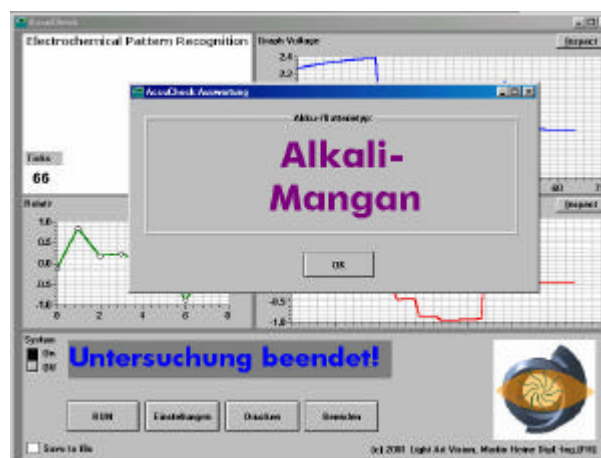 AccuCheck
Electrochemical Pattern Recognition
Graph Voltage
Inspect
2.4
2.2
AccuCheck Auswertung
Akku-/Batterietyp:
Alkali-
Mangan
OK
Ticks
66
60
Inspect
1.0
0.5
0.0
-0.5
-1.0
0
2
4
6
8
-0.5
-1.0
System
On
Off
Untersuchung beendet!
RUN
Einstellungen
Drucken
Beenden
Save to file
(c) 2001 Light Art Vision, Martin Heine Dipl.-Ing.(FH)